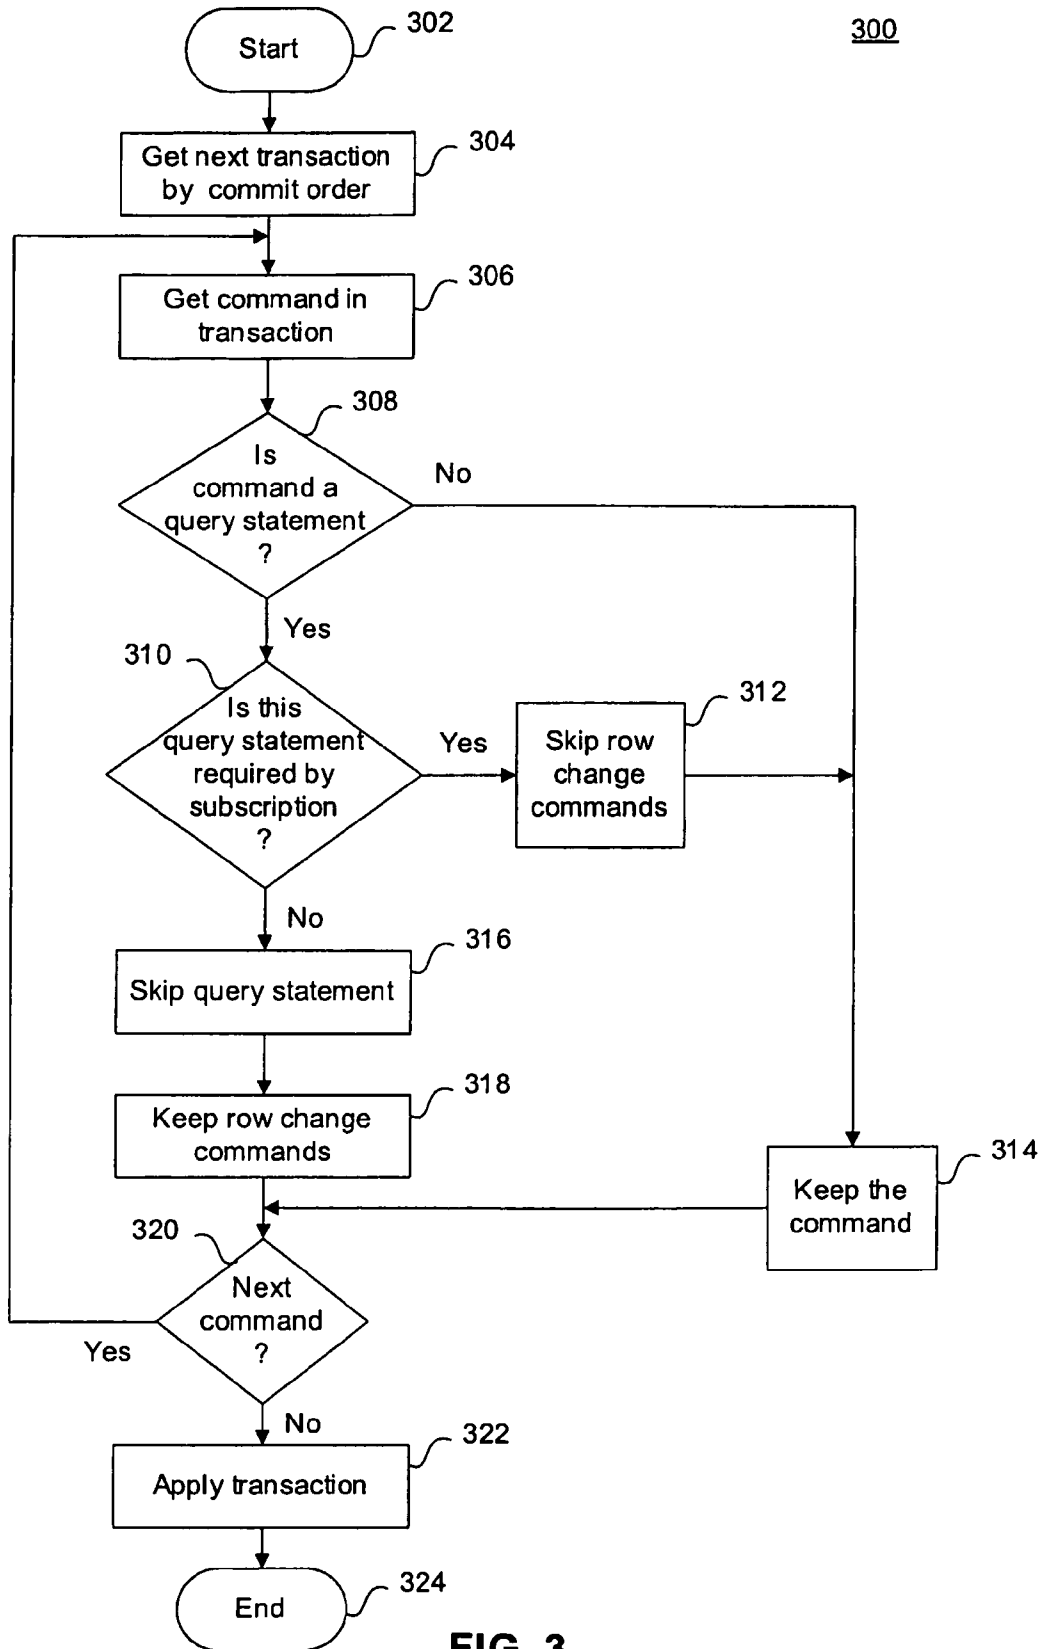 302
300
Start
304
Get next transaction
by commit order
306
Get command in
transaction
308
Is
command a
query statement
?
No
Yes
310
Is this
query statement
required by
subscription
?
Yes
312
Skip row
change
commands
No
316
Skip query statement
318
Keep row change
commands
314
Keep the
command
320
Next
command
?
Yes
No
322
Apply transaction
324
End
FIG. 3